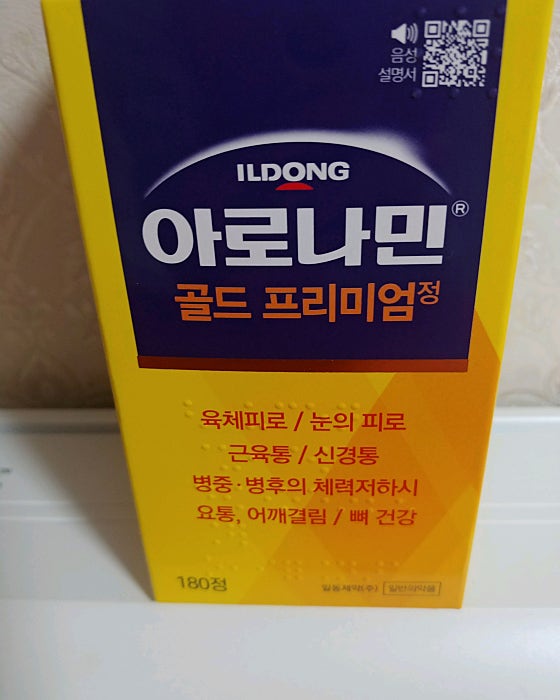 음성
설명서
ILDONG
아로나민®
골드 프리미엄정
육체피로 / 눈의 피로
근육통 / 신경통
병중·병후의 체력저하시
요통, 어깨결림 / 뼈 건강
180정
일동제약(주) 일반의약품